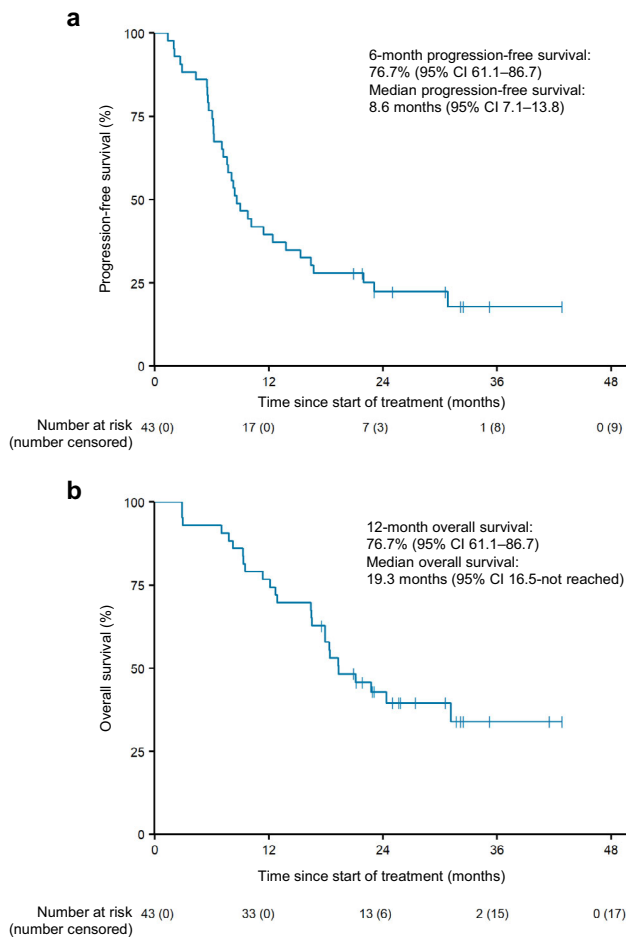 a
6-month progression-free survival:
76.7% (95% CI 61.1–86.7)
Median progression-free survival:
8.6 months (95% CI 7.1–13.8)
Progression-free survival (%)
100
75
50
25
0
0 12 24 36 48
Time since start of treatment (months)
Number at risk 43 (0) 17 (0) 7 (3) 1 (8) 0 (9)
(number censored)
b
12-month overall survival:
76.7% (95% CI 61.1–86.7)
Median overall survival:
19.3 months (95% CI 16.5-not reached)
Overall survival (%)
100
75
50
25
0
0 12 24 36 48
Time since start of treatment (months)
Number at risk 43 (0) 33 (0) 13 (6) 2 (15) 0 (17)
(number censored)